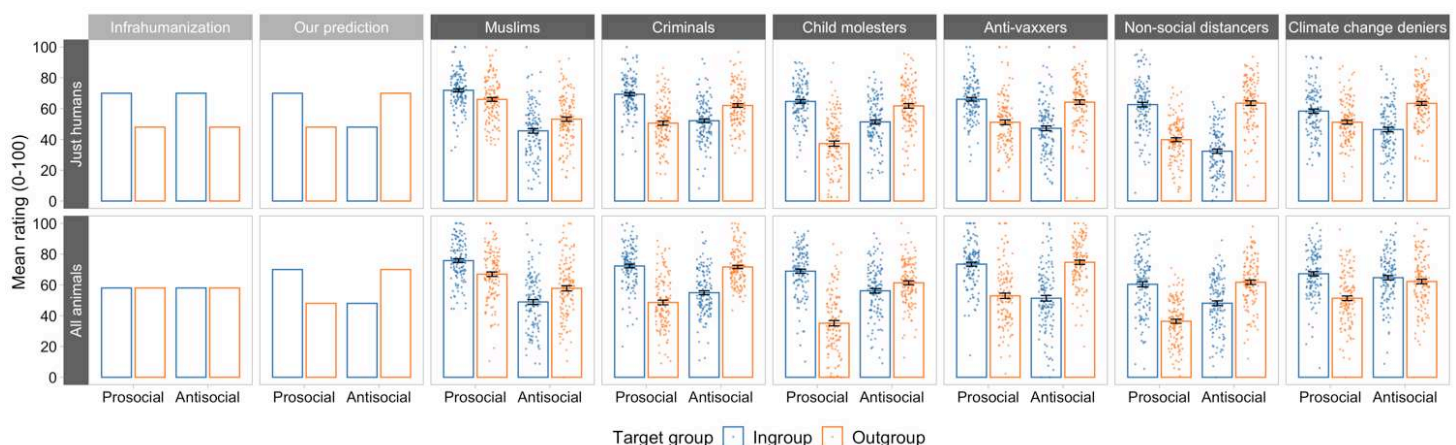 Infrahumanization Our prediction Muslims Criminals Child molesters Anti-vaxxers Non-social distancers Climate change deniers
Mean rating (0-100)
Just humans
100
80
60
40
20
0
All animals
100
80
60
40
20
0
Prosocial Antisocial Prosocial Antisocial Prosocial Antisocial Prosocial Antisocial Prosocial Antisocial Prosocial Antisocial Prosocial Antisocial Prosocial Antisocial
Target group Ingroup Outgroup